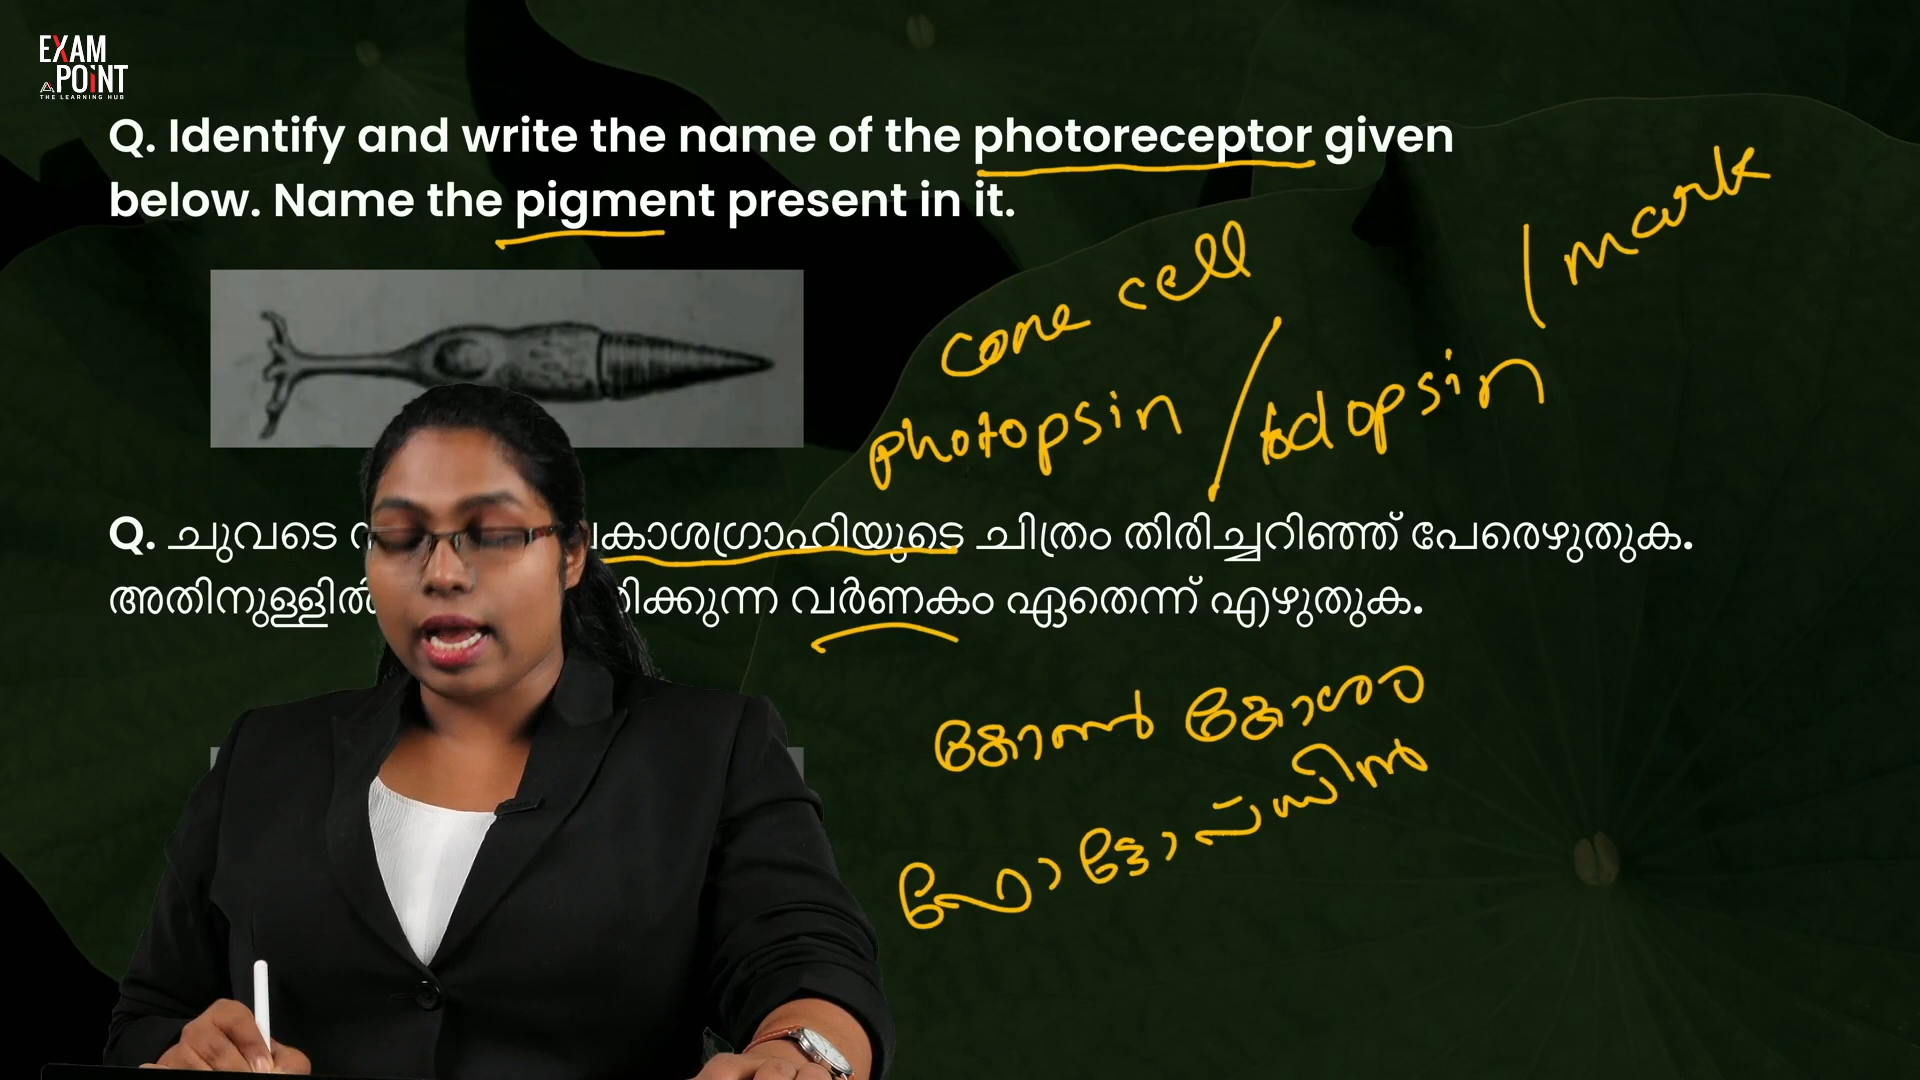 EXAM
POINT
THE LEARNING HUB
Q. Identify and write the name of the photoreceptor given
below. Name the pigment present in it.
1 mark
cone cell
photopsin / Iodopsin
Q. ചുവടെ പ്രകാശഗ്രാഹിയുടെ ചിത്രം തിരിച്ചറിഞ്ഞ് പേരെഴുതുക.
അതിനുള്ളിൽ വർണകം ഏതെന്ന് എഴുതുക.
കോൺ കോശം
ഫോട്ടോപ്സിൻ